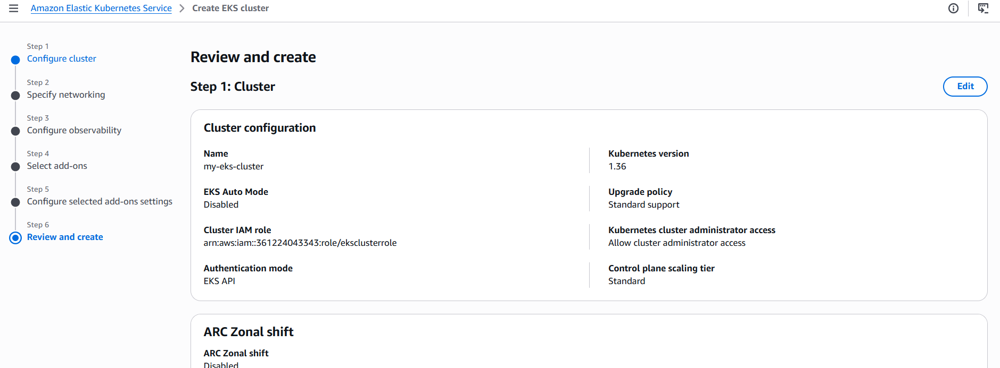 Amazon Elastic Kubernetes Service > Create EKS cluster
Step 1
Configure cluster
Step 2
Specify networking
Step 3
Configure observability
Step 4
Select add-ons
Step 5
Configure selected add-ons settings
Step 6
Review and create
Review and create
Step 1: Cluster
Edit
Cluster configuration
Name
my-eks-cluster
Kubernetes version
1.36
EKS Auto Mode
Disabled
Upgrade policy
Standard support
Cluster IAM role
arn:aws:iam::361224043343:role/eksclusterrole
Kubernetes cluster administrator access
Allow cluster administrator access
Authentication mode
EKS API
Control plane scaling tier
Standard
ARC Zonal shift
ARC Zonal shift
Disabled